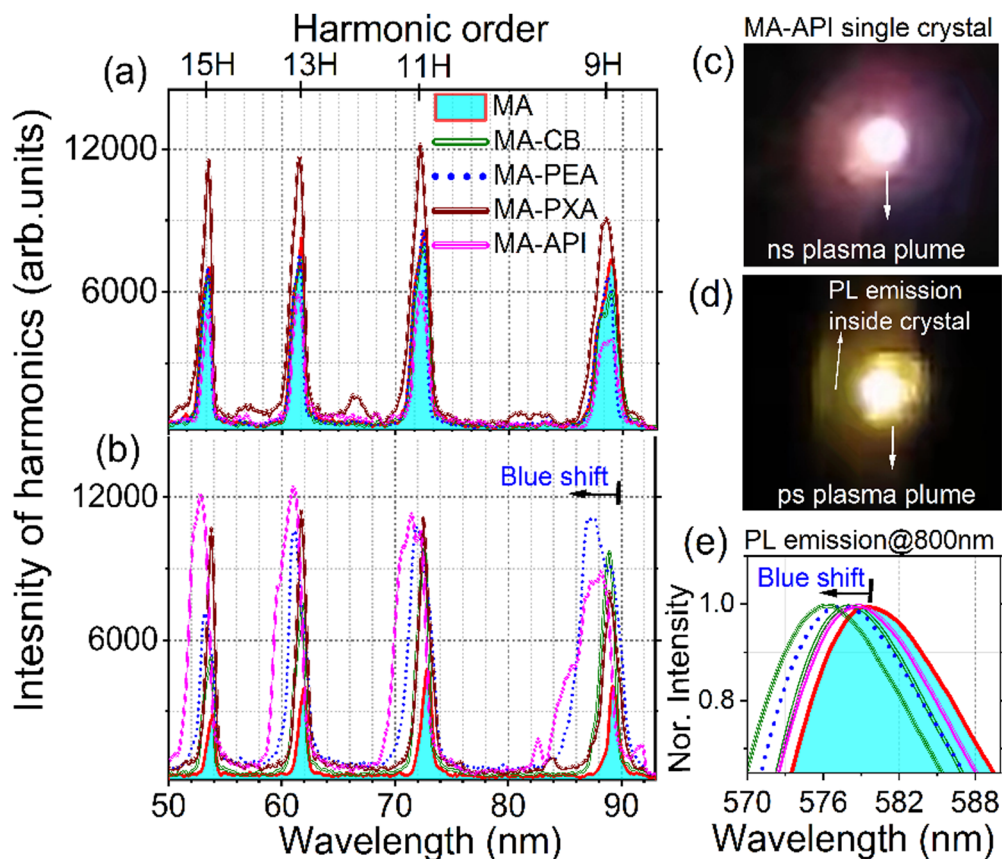 Harmonic order
(a)
15H 13H 11H 9H
MA
MA-CB
MA-PEA
MA-PXA
MA-API
12000
6000
(b)
Blue shift
12000
6000
50 60 70 80 90
Wavelength (nm)
Intesnity of harmonics (arb.units)
MA-API single crystal
(c)
ns plasma plume
(d)
PL emission
inside crystal
ps plasma plume
(e)
PL emission@800nm
Blue shift
1.0
0.8
Nor. Intensity
570 576 582 588
Wavelength (nm)